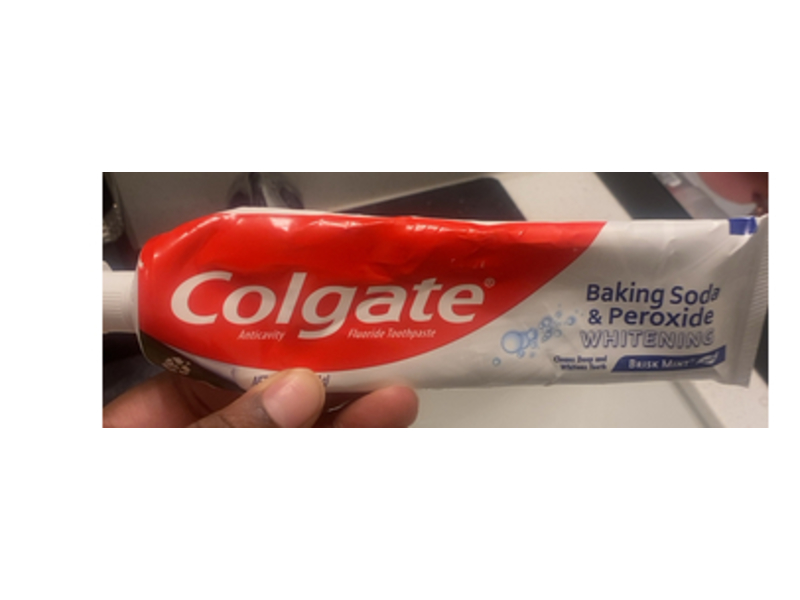 Colgate®
Anticavity Fluoride Toothpaste
Baking Soda
& Peroxide
WHITENING
Cleans Deep and
Whitens Teeth
BRISK MINT